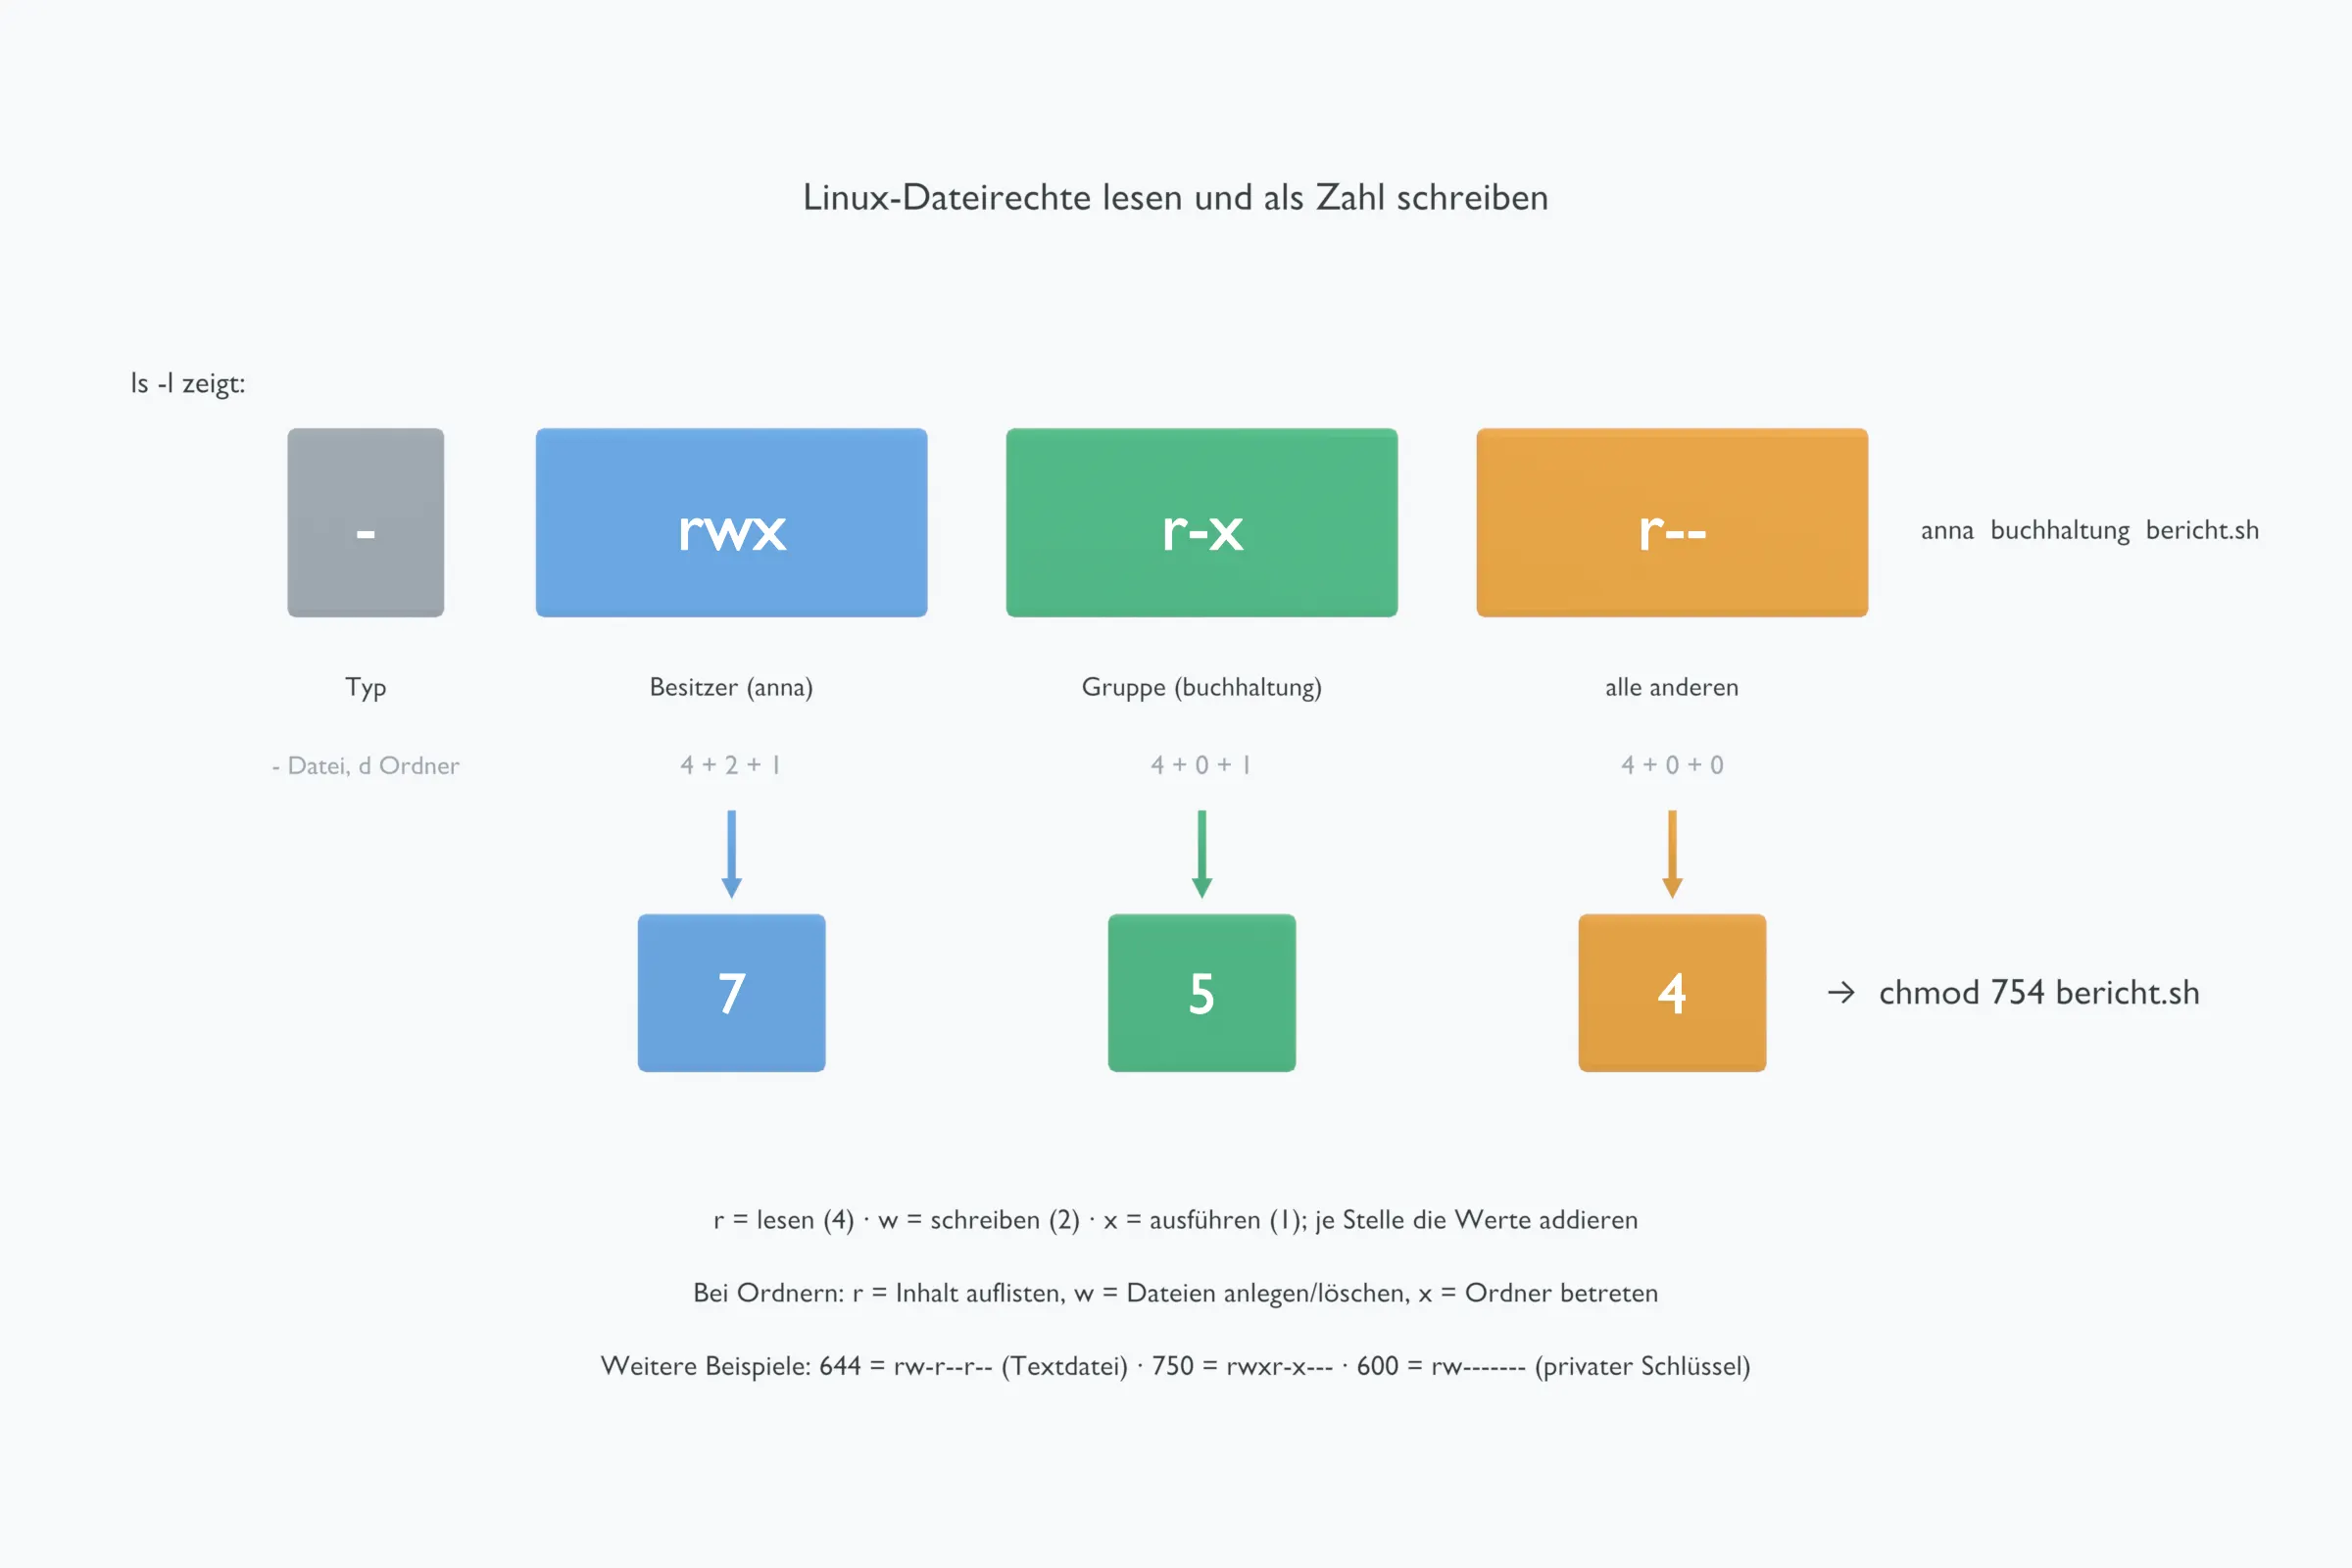 Linux-Dateirechte lesen und als Zahl schreiben
ls -l zeigt:
- rwx r-x r-- anna buchhaltung bericht.sh
Typ Besitzer (anna) Gruppe (buchhaltung) alle anderen
- Datei, d Ordner 4 + 2 + 1 4 + 0 + 1 4 + 0 + 0
7 5 4 → chmod 754 bericht.sh
r = lesen (4) · w = schreiben (2) · x = ausführen (1); je Stelle die Werte addieren
Bei Ordnern: r = Inhalt auflisten, w = Dateien anlegen/löschen, x = Ordner betreten
Weitere Beispiele: 644 = rw-r--r-- (Textdatei) · 750 = rwxr-x--- · 600 = rw------- (privater Schlüssel)